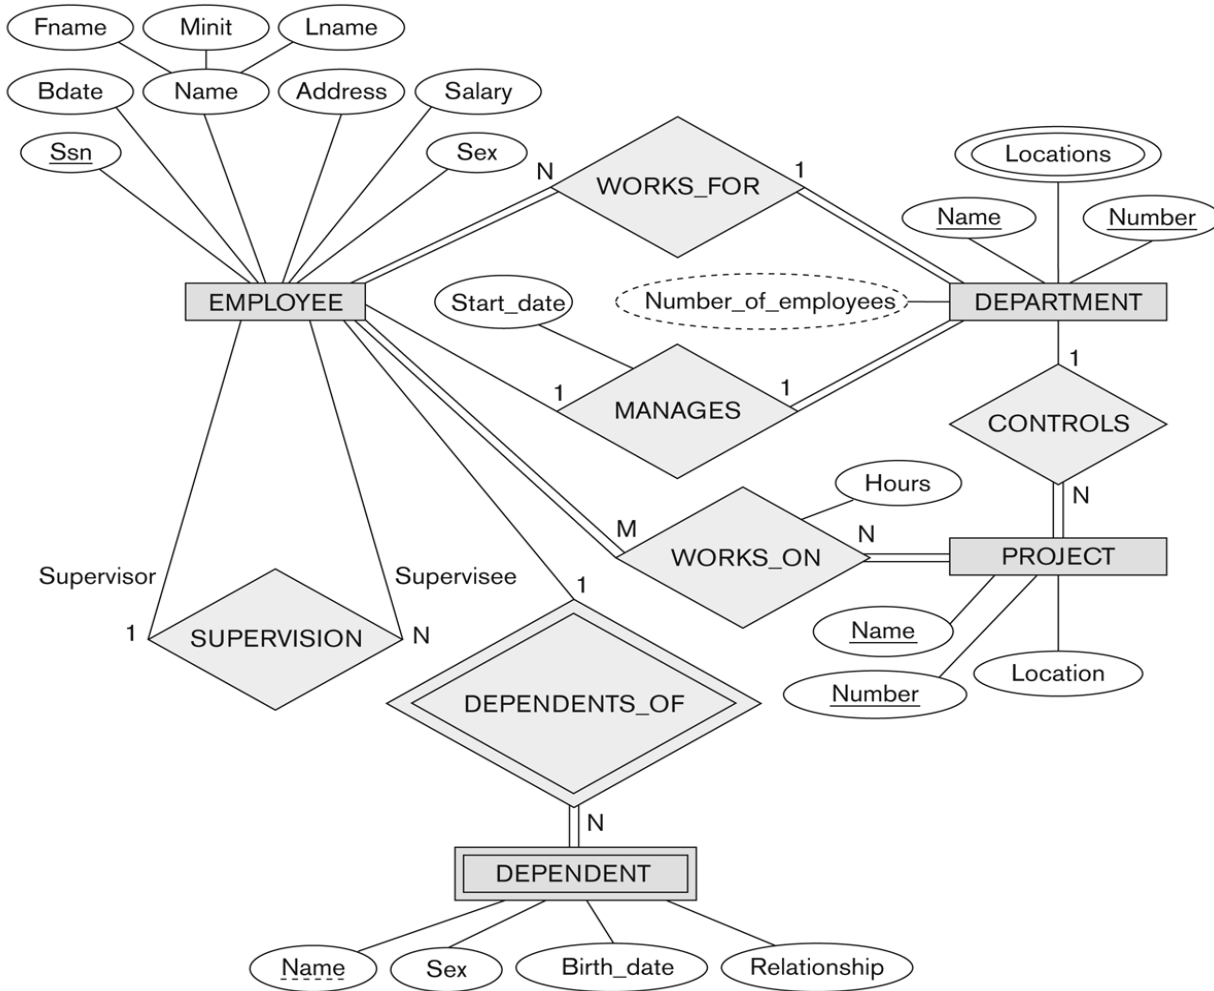 Fname
Minit
Lname
Bdate
Name
Address
Salary
Ssn
Sex
N
WORKS_FOR
1
Locations
Name
Number
EMPLOYEE
Start_date
Number_of_employees
DEPARTMENT
1
MANAGES
1
1
CONTROLS
N
Hours
M
WORKS_ON
N
PROJECT
Supervisor
Supervisee
1
SUPERVISION
N
1
Name
Number
Location
DEPENDENTS_OF
N
DEPENDENT
Name
Sex
Birth_date
Relationship